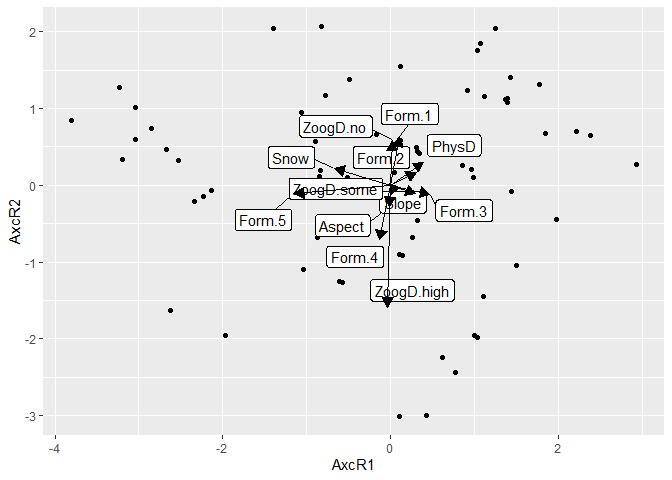 2
1
0
-1
-2
-3
AxcR2
Form.1
ZoogD.no
PhysD
Snow
Form.2
ZoogD.some
Slope
Form.3
Form.5
Aspect
Form.4
ZoogD.high
-4
-2
0
2
AxcR1